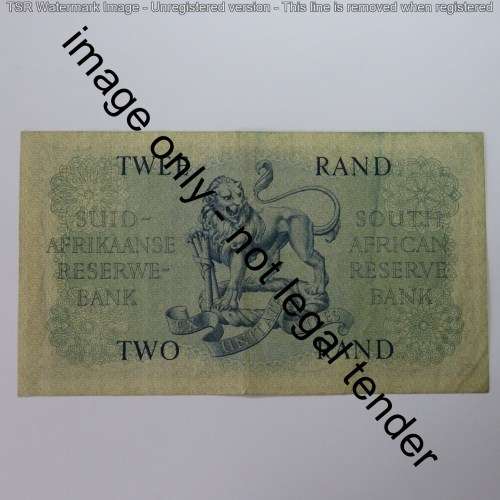 TSR Watermark Image - Unregistered version - This line is removed when registered
image only - not legal tender
TWEE RAND
SUID- SOUTH
AFRIKAANSE AFRICAN
RESERWE- RESERVE
BANK BANK
TWO RAND